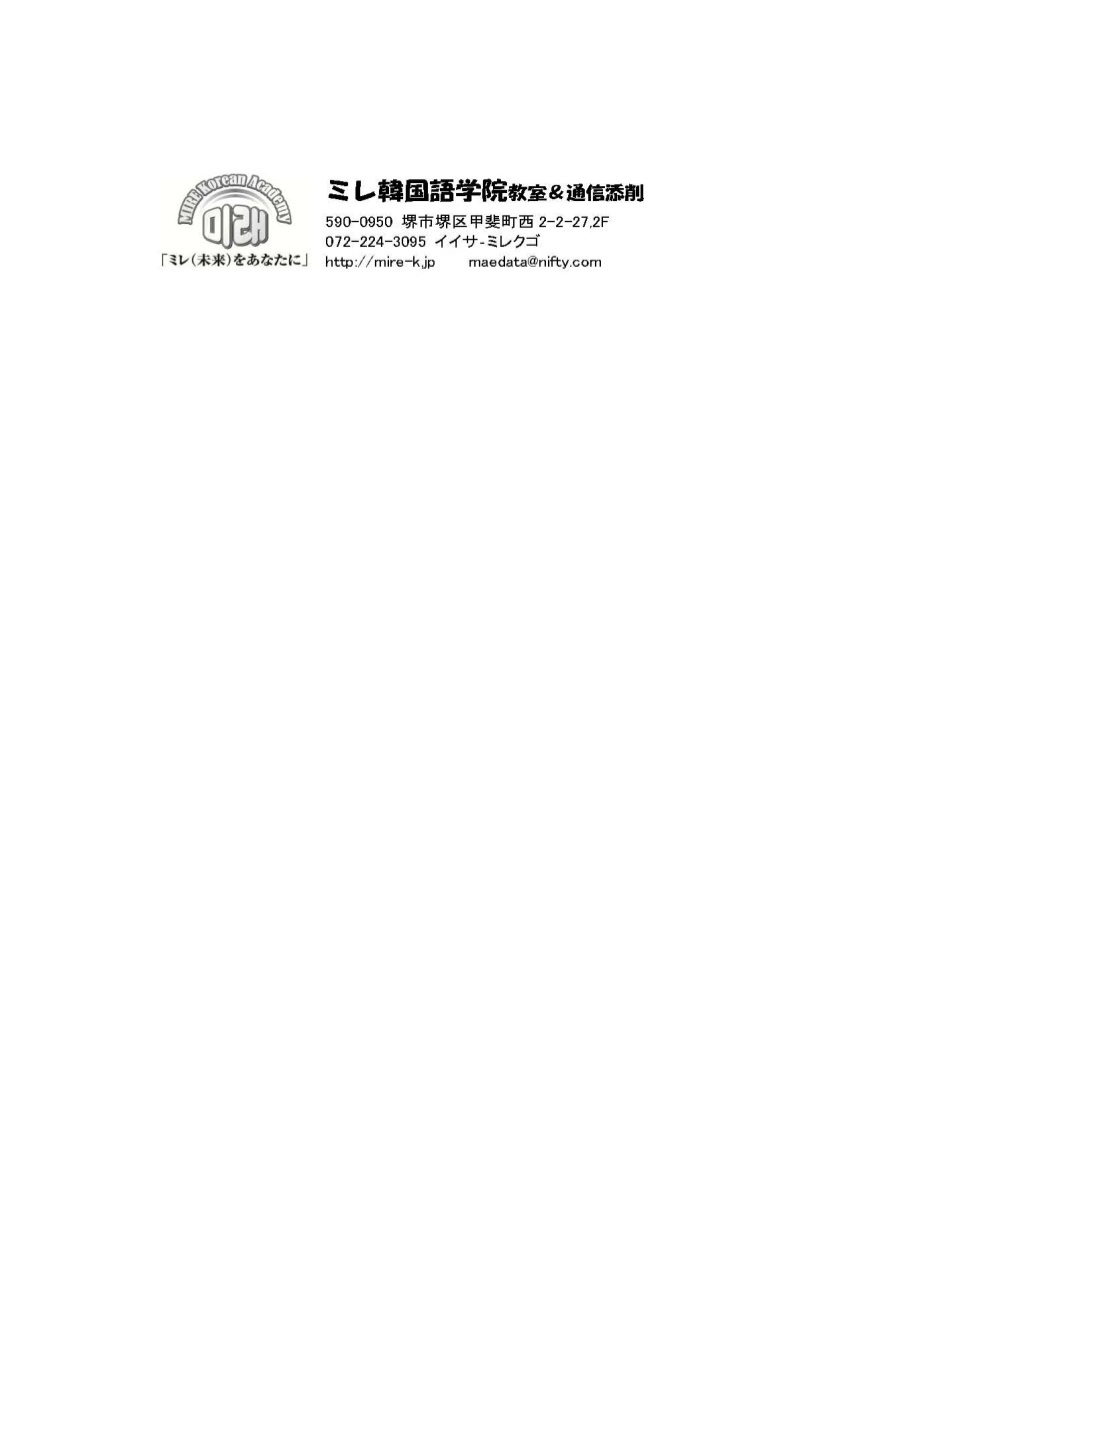 MIRE Korean Academy
미래
「ミレ(未来)をあなたに」
ミレ韓国語学院教室&通信添削
590-0950 堺市堺区甲斐町西 2-2-27,2F
072-224-3095 イイサ-ミレクゴ
http://mire-k.jp maedata@nifty.com